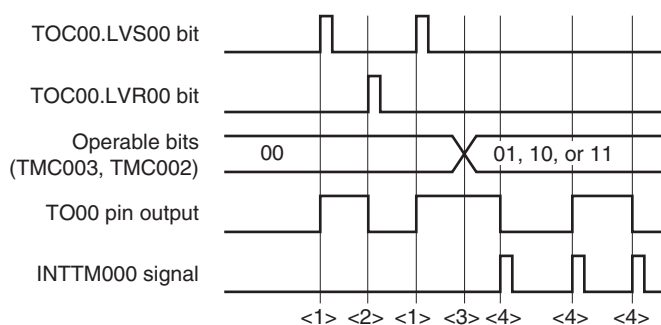 TOC00.LVS00 bit
TOC00.LVR00 bit
Operable bits
(TMC003, TMC002)
00
01, 10, or 11
TO00 pin output
INTTM000 signal
<1> <2> <1> <3> <4> <4> <4>